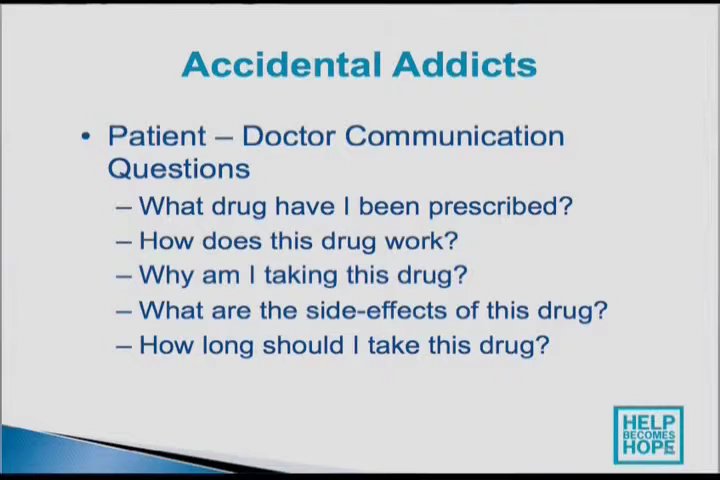 Accidental Addicts
• Patient – Doctor Communication
Questions
– What drug have I been prescribed?
– How does this drug work?
– Why am I taking this drug?
– What are the side-effects of this drug?
– How long should I take this drug?
HELP
BECOMES
HOPE